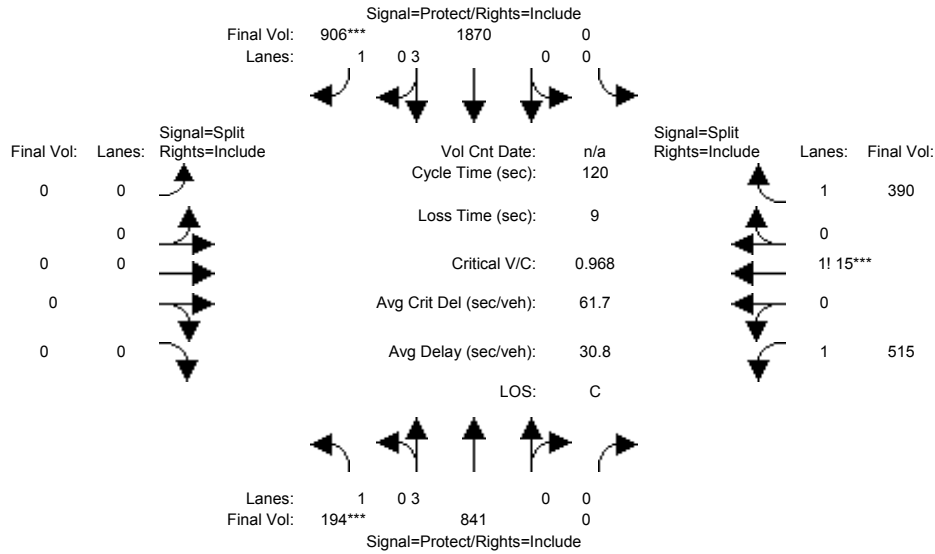 Signal=Protect/Rights=Include
Final Vol: 906*** 1870 0
Lanes: 1 0 3 0 0
Signal=Split Signal=Split
Final Vol: Lanes: Rights=Include Vol Cnt Date: n/a Rights=Include Lanes: Final Vol:
0 0 Cycle Time (sec): 120 1 390
Loss Time (sec): 9
0 0
0 0 Critical V/C: 0.968 1! 15***
0 Avg Crit Del (sec/veh): 61.7 0
0 0 Avg Delay (sec/veh): 30.8 1 515
LOS: C
Lanes: 1 0 3 0 0
Final Vol: 194*** 841 0
Signal=Protect/Rights=Include